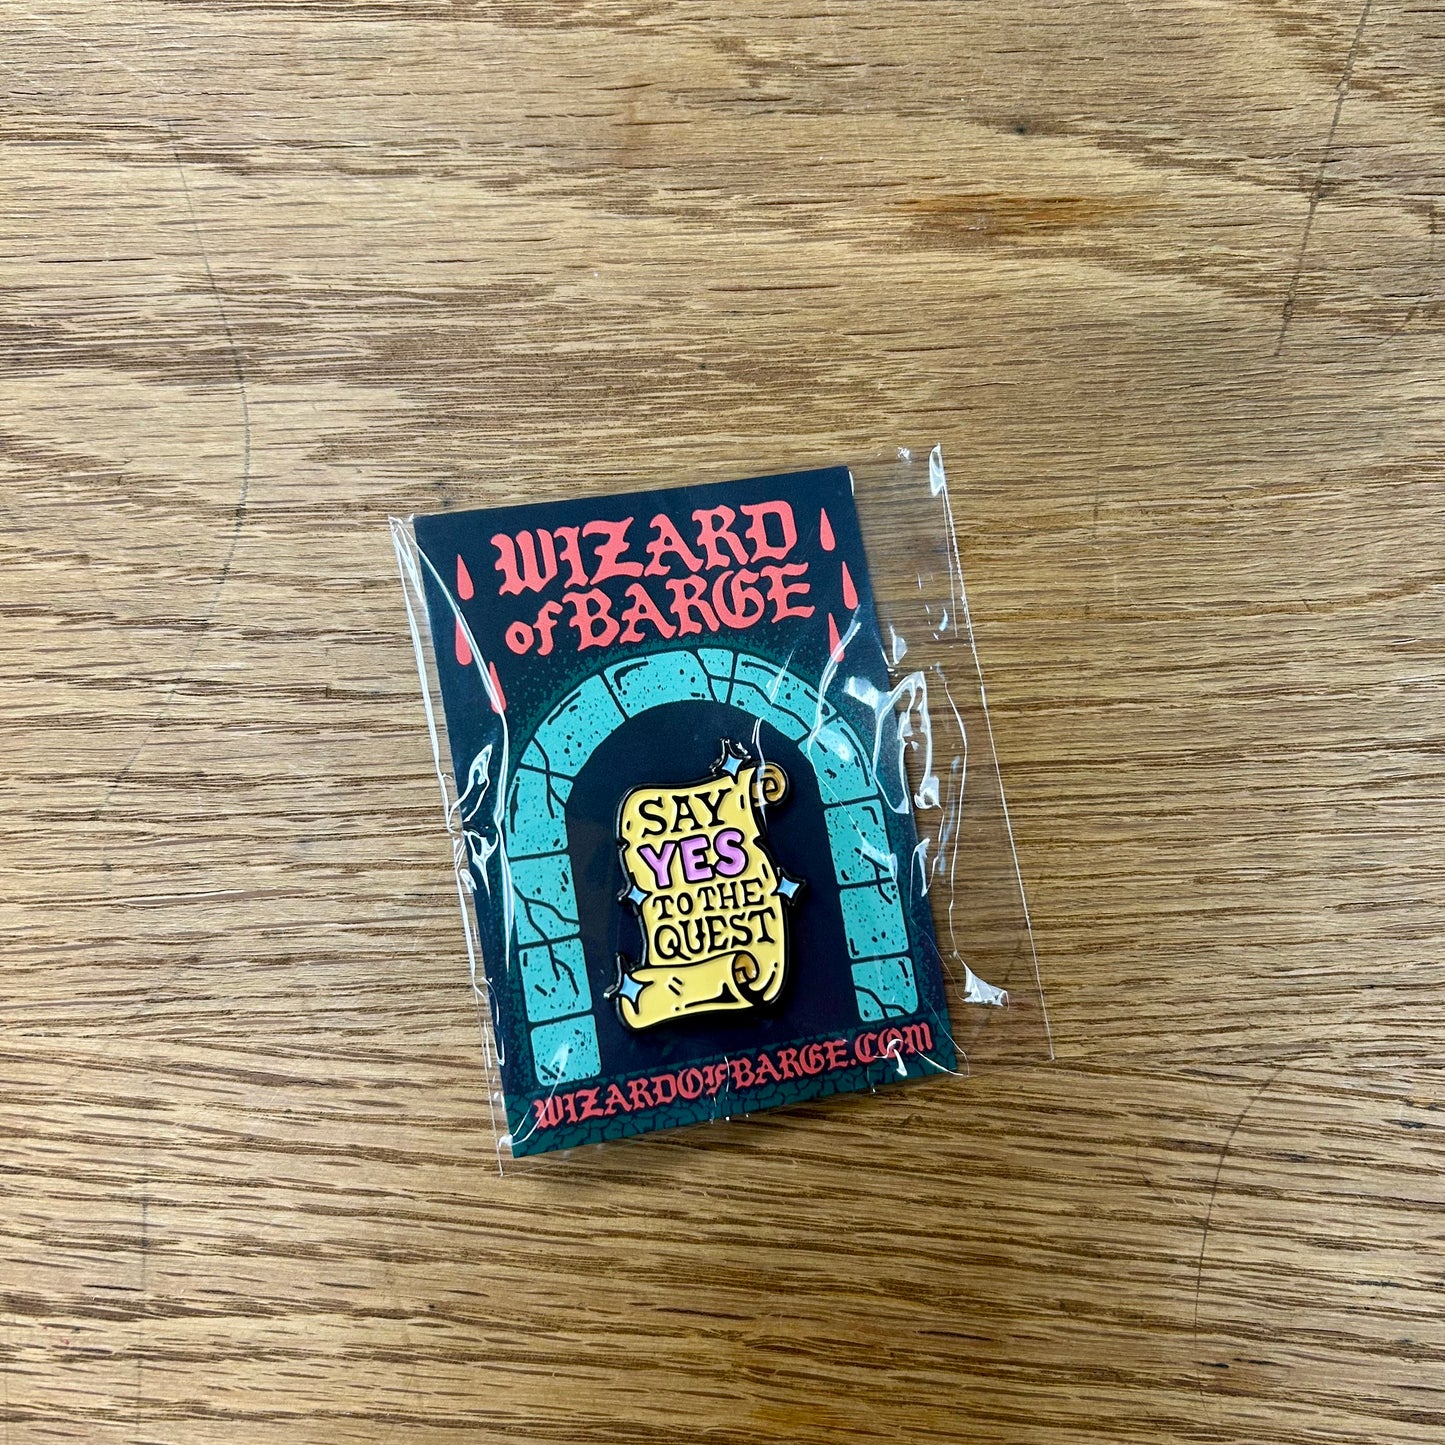 WIZARD
of BARGE
SAY
YES
TO THE
QUEST
WIZARDOFBARGE.COM